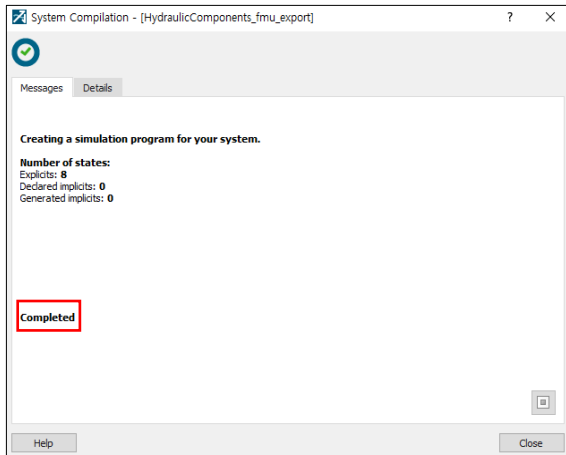 System Compilation - [HydraulicComponents_fmu_export]
?
Messages
Details
Creating a simulation program for your system.
Number of states:
Explicits: 8
Declared implicits: 0
Generated implicits: 0
Completed
Help
Close